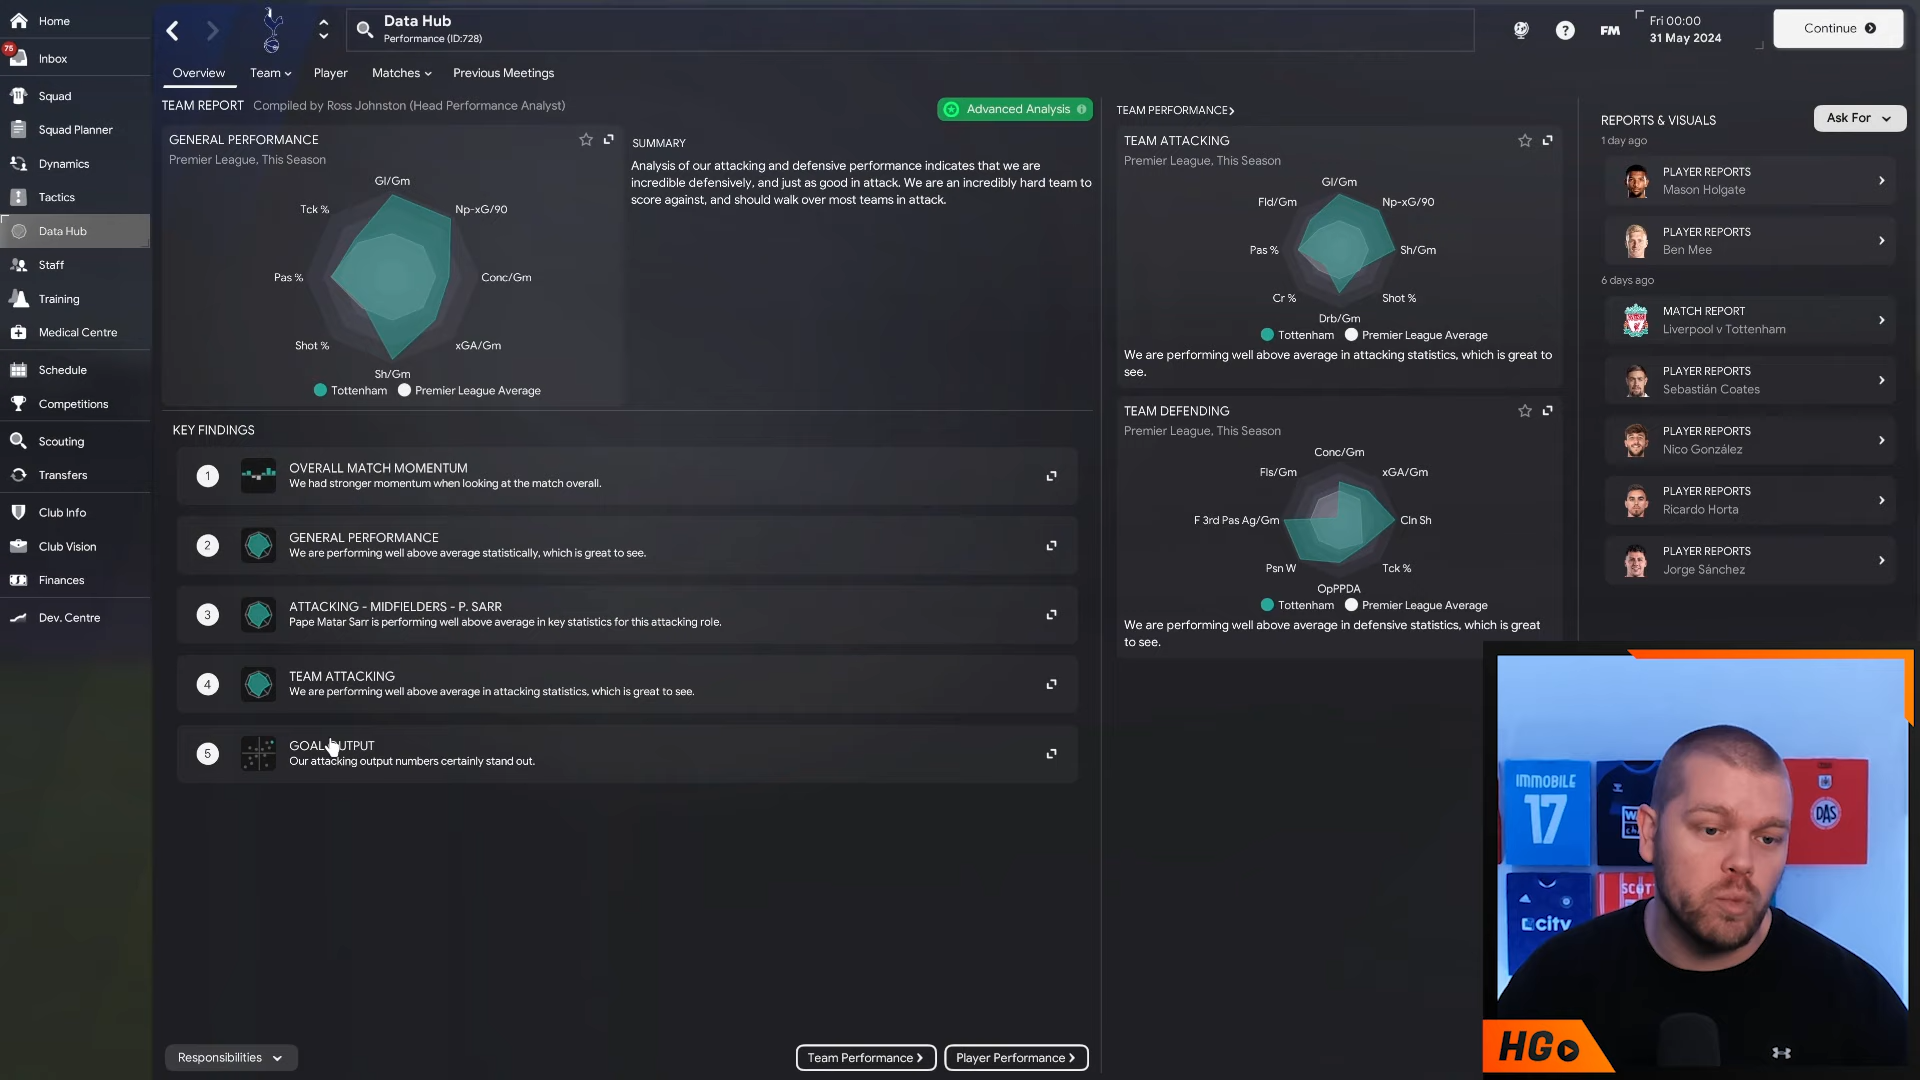 Home
75
Inbox
Squad
Squad Planner
Dynamics
Tactics
Data Hub
Staff
Training
Medical Centre
Schedule
Competitions
Scouting
Transfers
Club Info
Club Vision
Finances
Dev. Centre
Data Hub
Performance (ID:728)
FM
Fri 00:00
31 May 2024
Continue
Overview
Team
Player
Matches
Previous Meetings
TEAM REPORT Compiled by Ross Johnston (Head Performance Analyst)
Advanced Analysis
GENERAL PERFORMANCE
Premier League, This Season
Gl/Gm
Tck %
Np-xG/90
Pas %
Conc/Gm
Shot %
xGA/Gm
Sh/Gm
Tottenham
Premier League Average
SUMMARY
Analysis of our attacking and defensive performance indicates that we are
incredible defensively, and just as good in attack. We are an incredibly hard team to
score against, and should walk over most teams in attack.
KEY FINDINGS
1
OVERALL MATCH MOMENTUM
We had stronger momentum when looking at the match overall.
2
GENERAL PERFORMANCE
We are performing well above average statistically, which is great to see.
3
ATTACKING - MIDFIELDERS - P. SARR
Pape Matar Sarr is performing well above average in key statistics for this attacking role.
4
TEAM ATTACKING
We are performing well above average in attacking statistics, which is great to see.
5
GOAL OUTPUT
Our attacking output numbers certainly stand out.
Responsibilities
Team Performance
Player Performance
TEAM PERFORMANCE
TEAM ATTACKING
Premier League, This Season
Gl/Gm
Fld/Gm
Np-xG/90
Pas %
Sh/Gm
Cr %
Shot %
Drb/Gm
Tottenham
Premier League Average
We are performing well above average in attacking statistics, which is great to
see.
TEAM DEFENDING
Premier League, This Season
Conc/Gm
Fls/Gm
xGA/Gm
F 3rd Pas Ag/Gm
Cln Sh
Psn W
Tck %
OpPPDA
Tottenham
Premier League Average
We are performing well above average in defensive statistics, which is great
to see.
REPORTS & VISUALS
Ask For
1 day ago
PLAYER REPORTS
Mason Holgate
PLAYER REPORTS
Ben Mee
6 days ago
MATCH REPORT
Liverpool v Tottenham
PLAYER REPORTS
Sebastián Coates
PLAYER REPORTS
Nico González
PLAYER REPORTS
Ricardo Horta
PLAYER REPORTS
Jorge Sánchez
IMMOBILE
17
DAS
city
HG